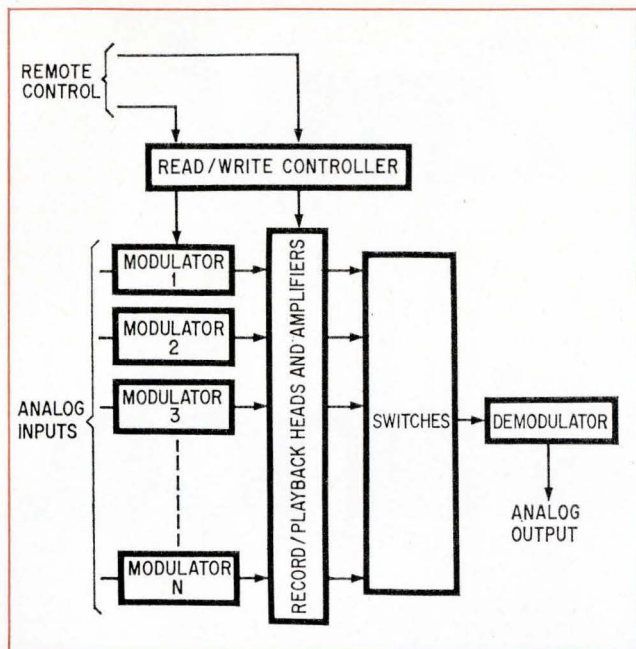 REMOTE
CONTROL
READ/WRITE CONTROLLER
ANALOG
INPUTS
MODULATOR
1
MODULATOR
2
MODULATOR
3
MODULATOR
N
RECORD/PLAYBACK HEADS AND AMPLIFIERS
SWITCHES
DEMODULATOR
ANALOG
OUTPUT